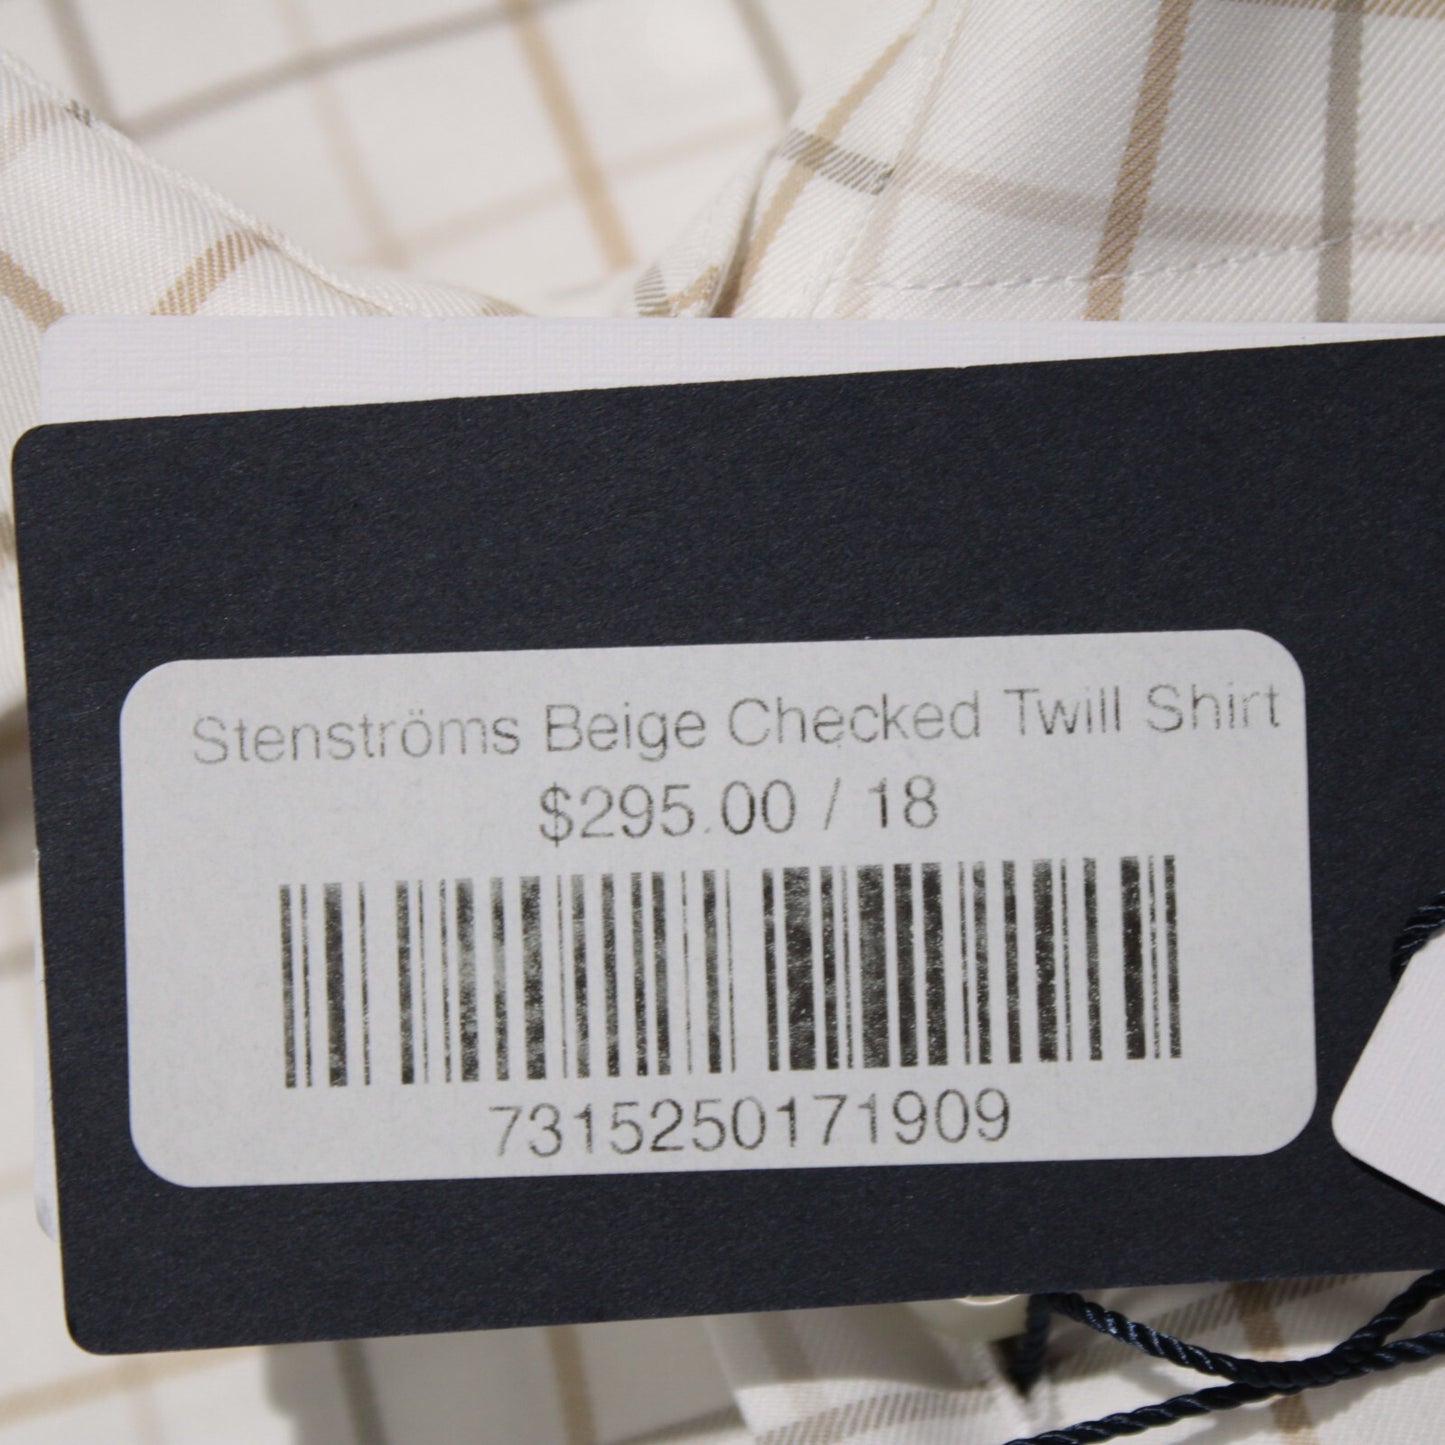 Stenströms Beige Checked Twill Shirt
$295.00 / 18
7315250171909